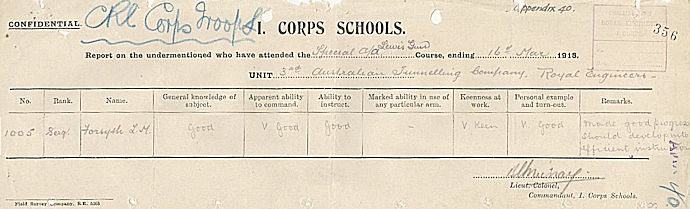 Appendix 40.
CONFIDENTIAL.
CRE Corps Troops
I. CORPS SCHOOLS.
356
Report on the undermentioned who have attended the Special A/A Lewis Gun Course, ending 16th Mar 1918.
UNIT 3rd Australian Tunnelling Company. Royal Engineers
No. Rank. Name. General knowledge of subject. Apparent ability to command. Ability to instruct. Marked ability in use of any particular arm. Keenness at work. Personal example and turn-out. Remarks.
1005 Sergt Forsyth L.M. Good V Good Good – V Keen V Good Made good progress should develop into efficient instructor
Lieut. Colonel,
Commandant, I. Corps Schools.
Field Survey Company, R.E. 5303
40